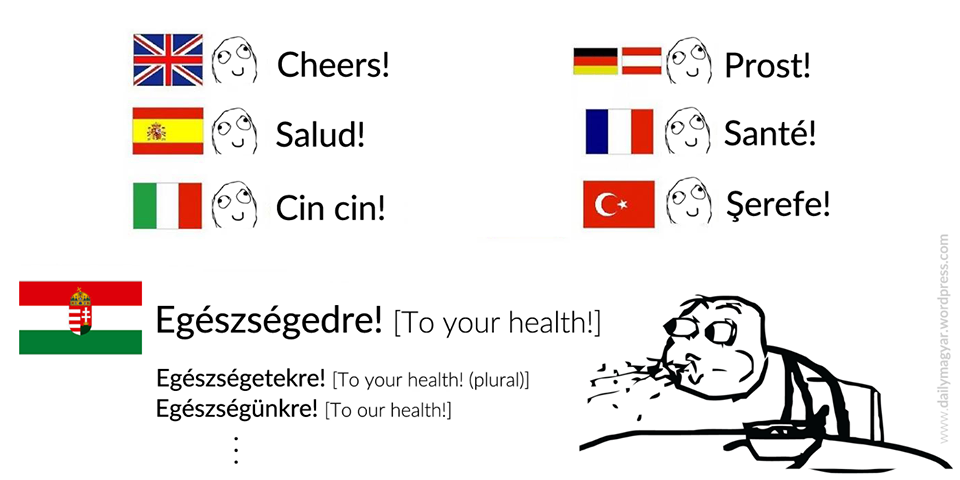 Cheers!
Prost!
Salud!
Santé!
Cin cin!
Şerefe!
Egészségedre! [To your health!]
Egészségetekre! [To your health! (plural)]
Egészségünkre! [To our health!]
www.dailymagyar.wordpress.com